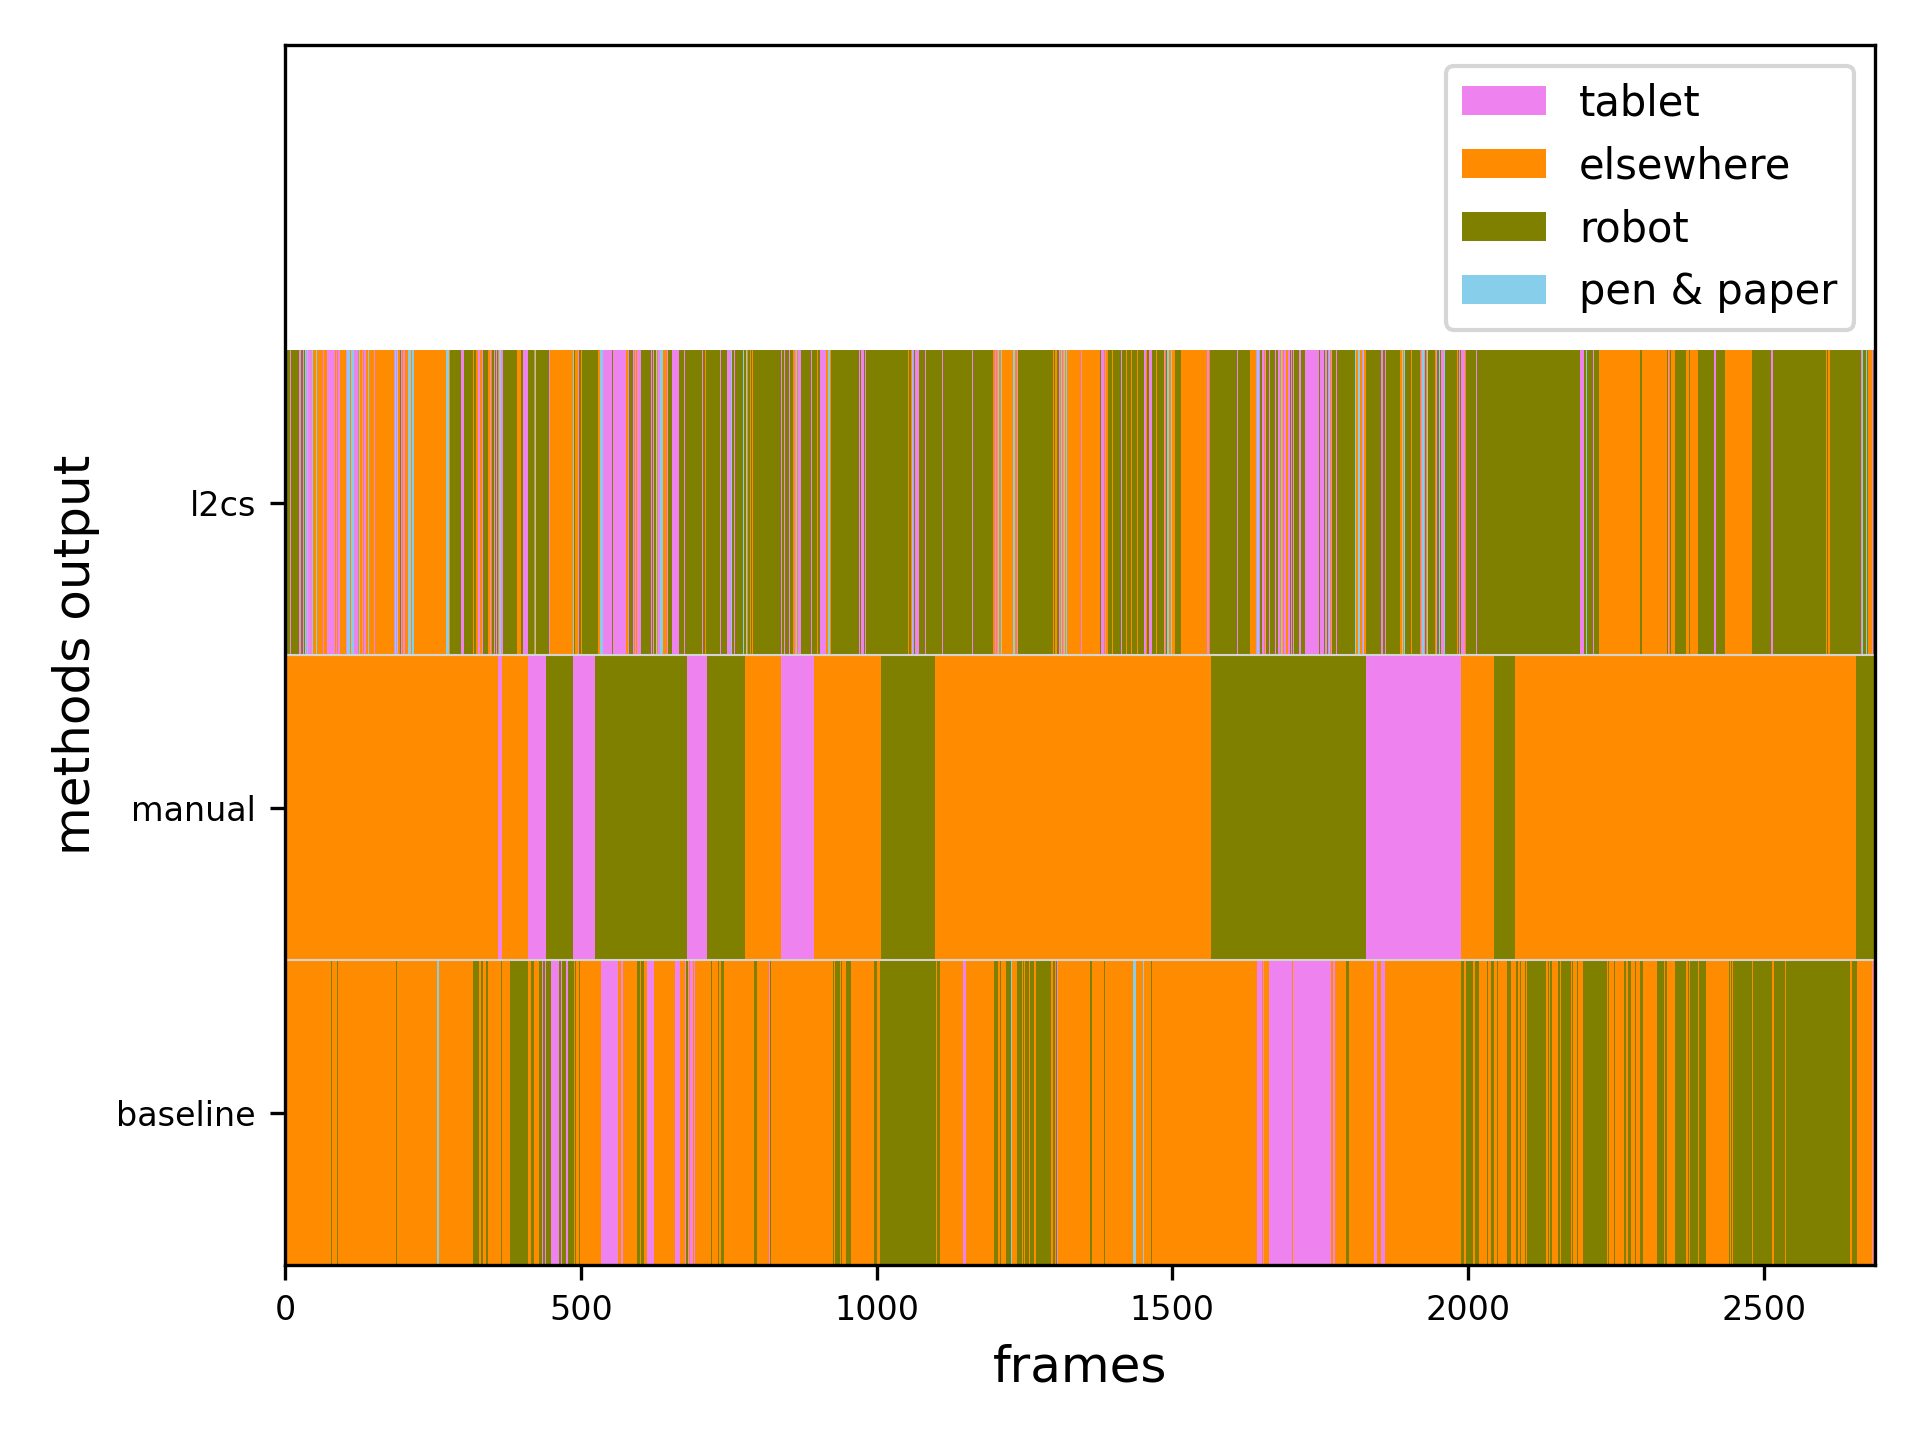 tablet
elsewhere
robot
pen & paper
methods output
l2cs
manual
baseline
0 500 1000 1500 2000 2500
frames